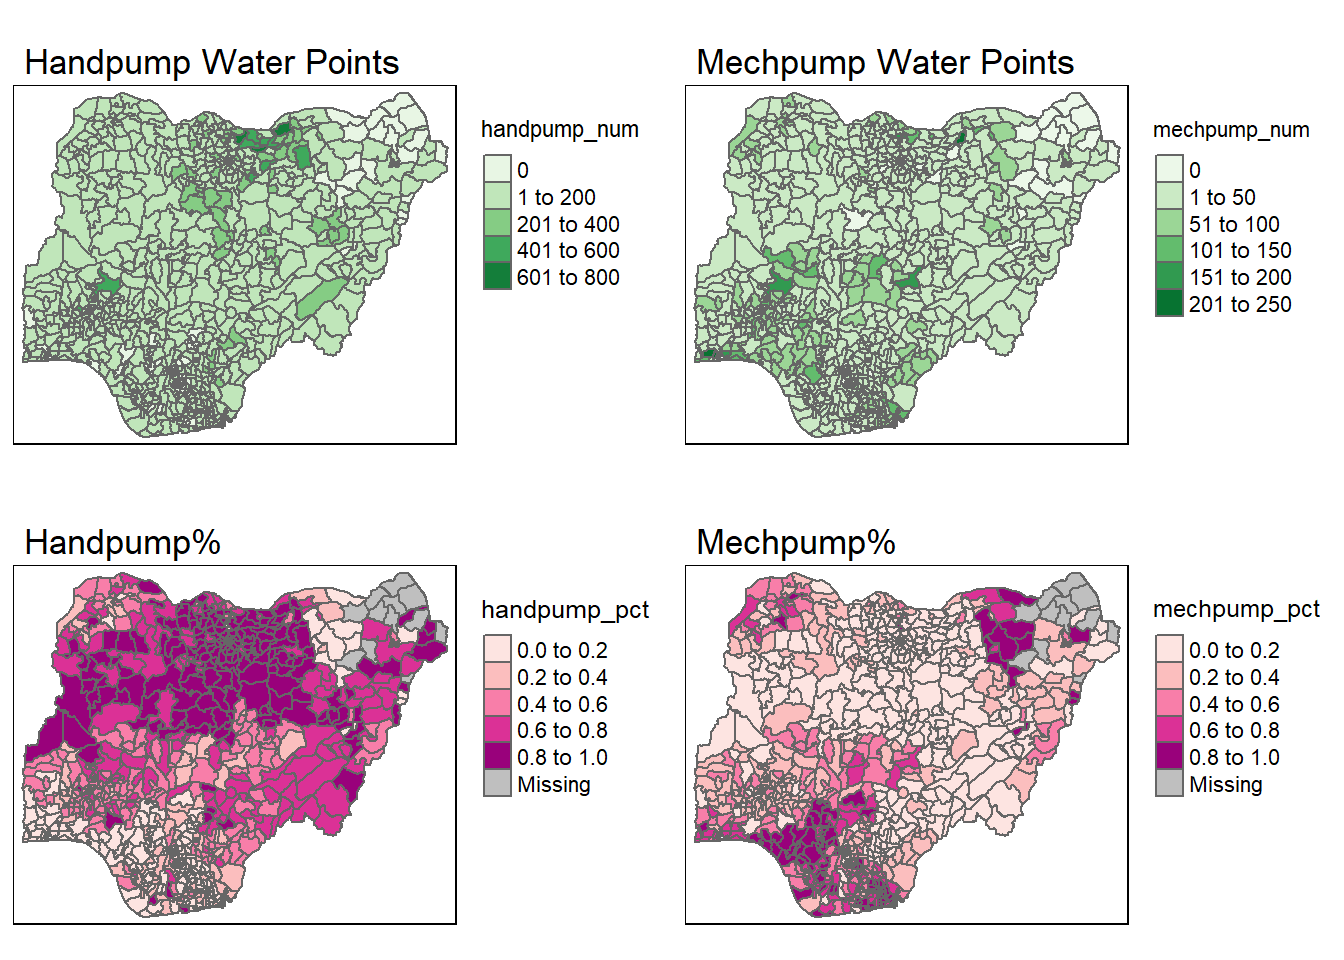 Handpump Water Points
handpump_num
0
1 to 200
201 to 400
401 to 600
601 to 800
Mechpump Water Points
mechpump_num
0
1 to 50
51 to 100
101 to 150
151 to 200
201 to 250
Handpump%
handpump_pct
0.0 to 0.2
0.2 to 0.4
0.4 to 0.6
0.6 to 0.8
0.8 to 1.0
Missing
Mechpump%
mechpump_pct
0.0 to 0.2
0.2 to 0.4
0.4 to 0.6
0.6 to 0.8
0.8 to 1.0
Missing